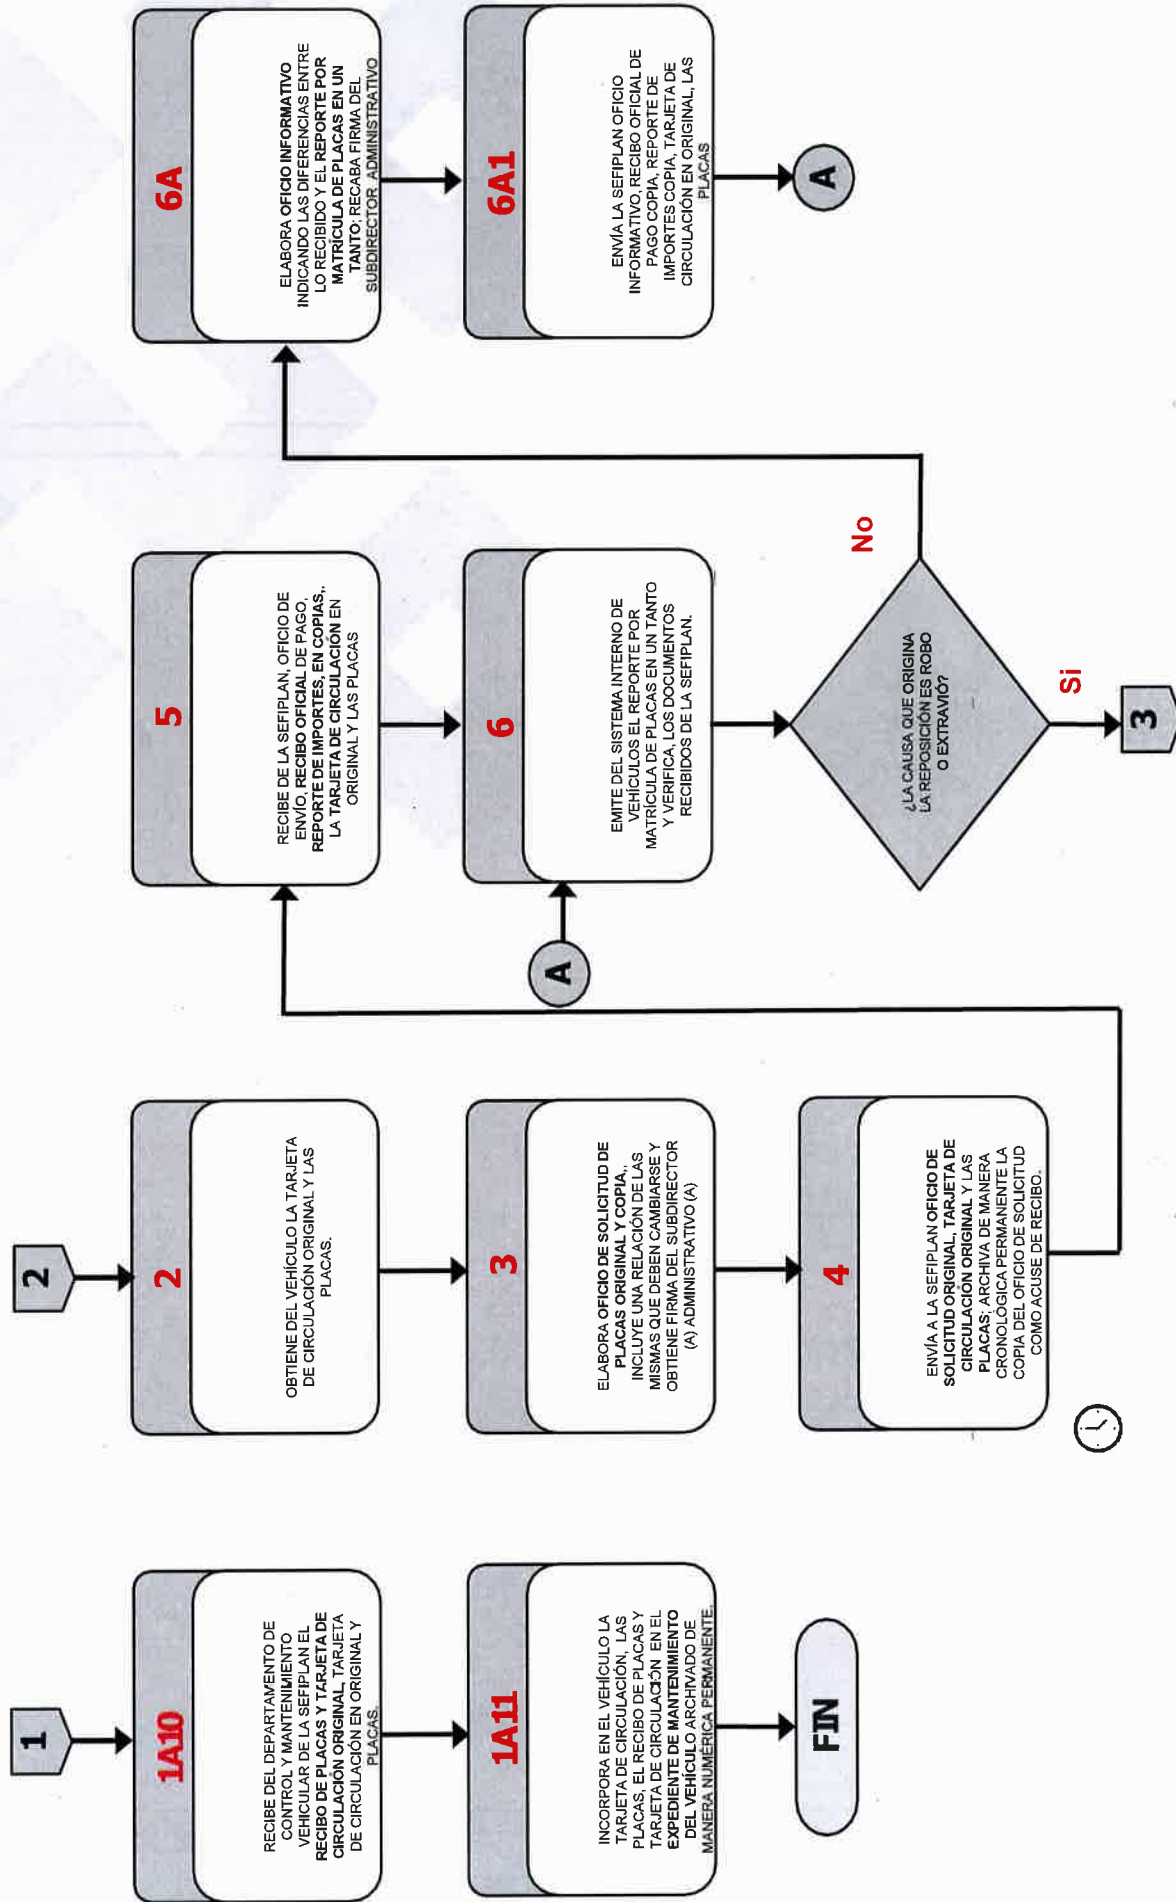 1
1A10
RECIBE DEL DEPARTAMENTO DE
CONTROL Y MANTENIMIENTO
VEHICULAR DE LA SEFIPLAN EL
RECIBO DE PLACAS Y TARJETA DE
CIRCULACIÓN ORIGINAL, TARJETA
DE CIRCULACIÓN EN ORIGINAL Y
PLACAS.
1A11
INCORPORA EN EL VEHÍCULO LA
TARJETA DE CIRCULACIÓN, LAS
PLACAS, EL RECIBO DE PLACAS Y
TARJETA DE CIRCULACIÓN EN EL
EXPEDIENTE DE MANTENIMIENTO
DEL VEHÍCULO ARCHIVADO DE
MANERA NUMÉRICA PERMANENTE.
FIN
2
2
OBTIENE DEL VEHÍCULO LA TARJETA
DE CIRCULACIÓN ORIGINAL Y LAS
PLACAS.
3
ELABORA OFICIO DE SOLICITUD DE
PLACAS ORIGINAL Y COPIA,,
INCLUYE UNA RELACIÓN DE LAS
MISMAS QUE DEBEN CAMBIARSE Y
OBTIENE FIRMA DEL SUBDIRECTOR
(A) ADMINISTRATIVO (A)
4
ENVÍA A LA SEFIPLAN OFICIO DE
SOLICITUD ORIGINAL, TARJETA DE
CIRCULACIÓN ORIGINAL Y LAS
PLACAS; ARCHIVA DE MANERA
CRONOLÓGICA PERMANENTE LA
COPIA DEL OFICIO DE SOLICITUD
COMO ACUSE DE RECIBO.
5
RECIBE DE LA SEFIPLAN, OFICIO DE
ENVÍO, RECIBO OFICIAL DE PAGO,
REPORTE DE IMPORTES, EN COPIAS,,
LA TARJETA DE CIRCULACIÓN EN
ORIGINAL Y LAS PLACAS
A
6
EMITE DEL SISTEMA INTERNO DE
VEHÍCULOS EL REPORTE POR
MATRÍCULA DE PLACAS EN UN TANTO
Y VERIFICA, LOS DOCUMENTOS
RECIBIDOS DE LA SEFIPLAN.
¿LA CAUSA QUE ORIGINA
LA REPOSICIÓN ES ROBO
O EXTRAVIÓ?
No
Si
3
6A
ELABORA OFICIO INFORMATIVO
INDICANDO LAS DIFERENCIAS ENTRE
LO RECIBIDO Y EL REPORTE POR
MATRÍCULA DE PLACAS EN UN
TANTO; RECABA FIRMA DEL
SUBDIRECTOR ADMINISTRATIVO
6A1
ENVÍA LA SEFIPLAN OFICIO
INFORMATIVO, RECIBO OFICIAL DE
PAGO COPIA, REPORTE DE
IMPORTES COPIA, TARJETA DE
CIRCULACIÓN EN ORIGINAL, LAS
PLACAS
A